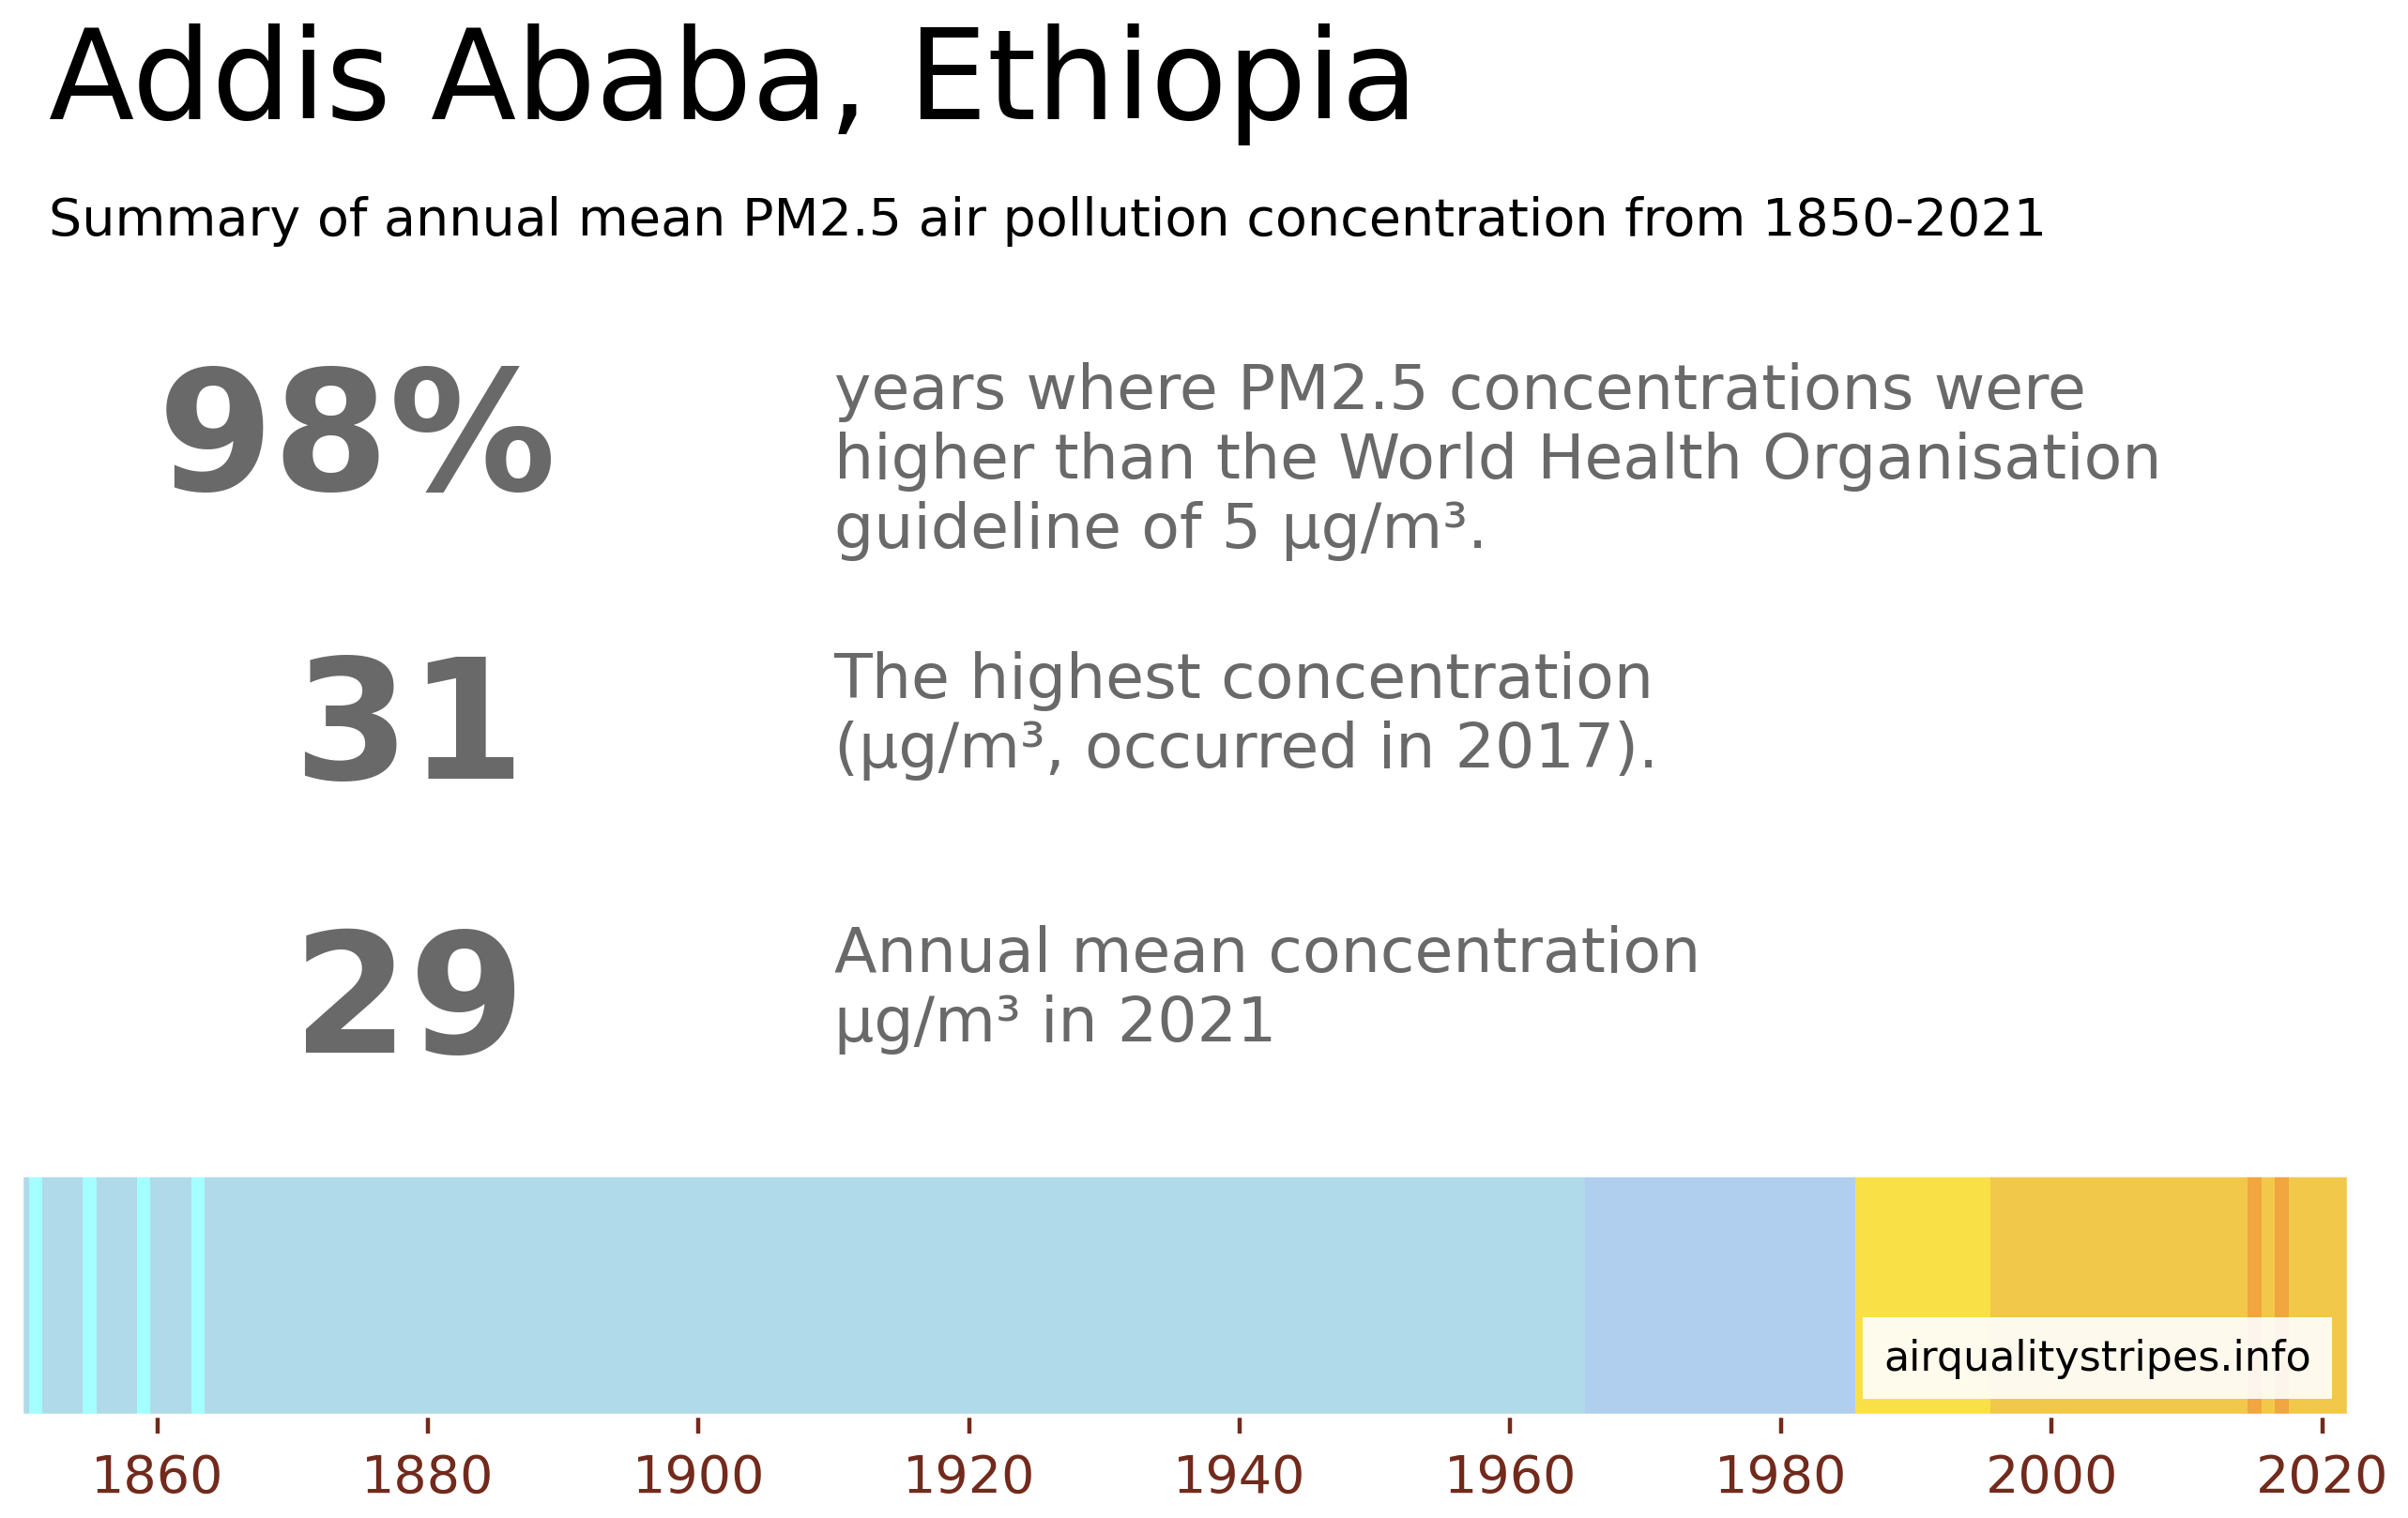 Addis Ababa, Ethiopia
Summary of annual mean PM2.5 air pollution concentration from 1850-2021
98%
years where PM2.5 concentrations were
higher than the World Health Organisation
guideline of 5 µg/m³.
31
The highest concentration
(µg/m³, occurred in 2017).
29
Annual mean concentration
µg/m³ in 2021
airqualitystripes.info
1860 1880 1900 1920 1940 1960 1980 2000 2020